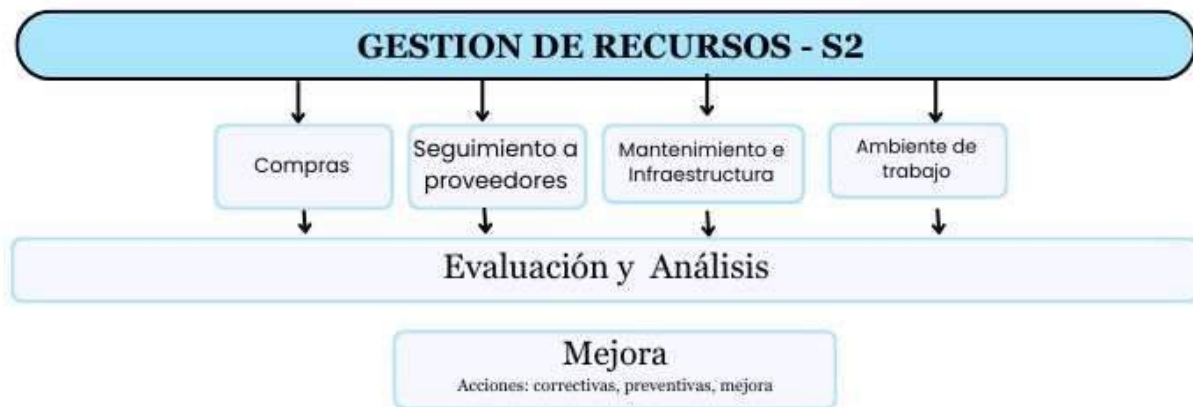 GESTION DE RECURSOS - S2
Compras
Seguimiento a
proveedores
Mantenimiento e
Infraestructura
Ambiente de
trabajo
Evaluación y Análisis
Mejora
Acciones: correctivas, preventivas, mejora